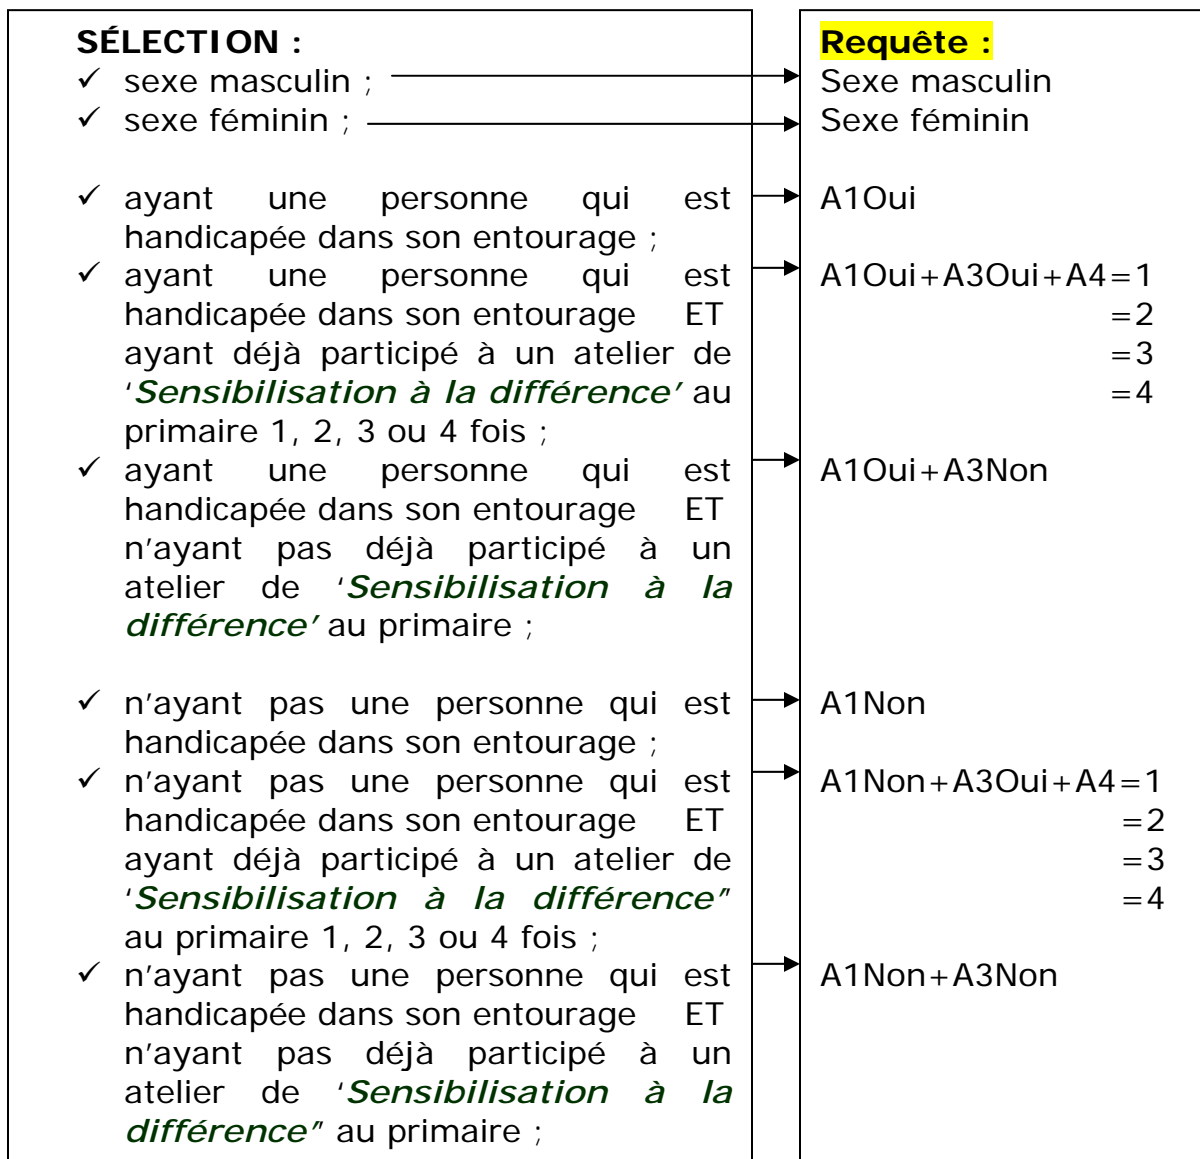 SÉLECTION :
✓ sexe masculin ;
✓ sexe féminin ;
✓ ayant une personne qui est
handicapée dans son entourage ;
✓ ayant une personne qui est
handicapée dans son entourage ET
ayant déjà participé à un atelier de
‘Sensibilisation à la différence’ au
primaire 1, 2, 3 ou 4 fois ;
✓ ayant une personne qui est
handicapée dans son entourage ET
n’ayant pas déjà participé à un
atelier de ‘Sensibilisation à la
différence’ au primaire ;
✓ n’ayant pas une personne qui est
handicapée dans son entourage ;
✓ n’ayant pas une personne qui est
handicapée dans son entourage ET
ayant déjà participé à un atelier de
‘Sensibilisation à la différence”
au primaire 1, 2, 3 ou 4 fois ;
✓ n’ayant pas une personne qui est
handicapée dans son entourage ET
n’ayant pas déjà participé à un
atelier de ‘Sensibilisation à la
différence” au primaire ;
Requête :
Sexe masculin
Sexe féminin
A1Oui
A1Oui+A3Oui+A4=1
=2
=3
=4
A1Oui+A3Non
A1Non
A1Non+A3Oui+A4=1
=2
=3
=4
A1Non+A3Non